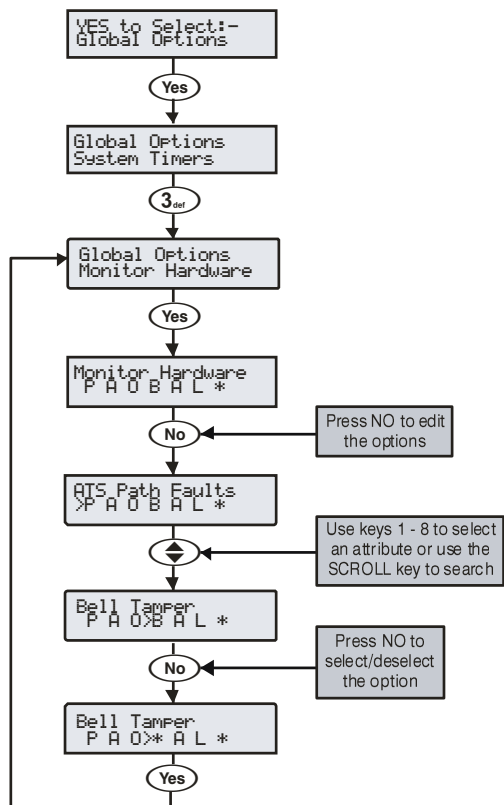 YES to Select:-
Global Options
Yes
Global Options
System Timers
3def
Global Options
Monitor Hardware
Yes
Monitor Hardware
P A O B A L *
No
Press NO to edit
the options
ATS Path Faults
>P A O B A L *
Use keys 1 - 8 to select
an attribute or use the
SCROLL key to search
Bell Tamper
P A O>B A L *
No
Press NO to
select/deselect
the option
Bell Tamper
P A O>* A L *
Yes